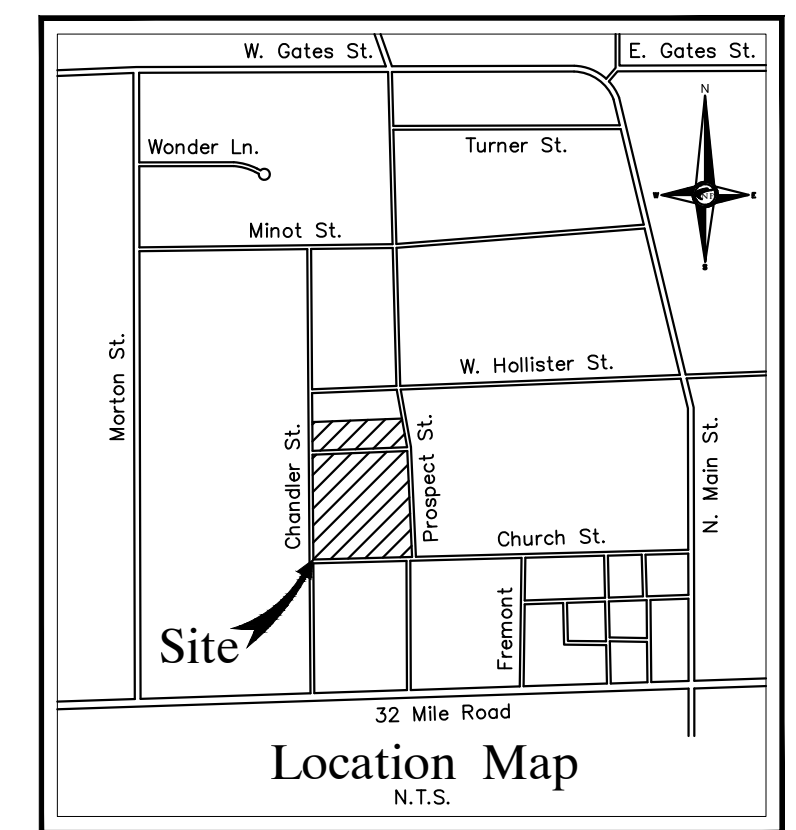 W. Gates St.
E. Gates St.
N
Wonder Ln.
Turner St.
W
E
Minot St.
S
Morton St.
W. Hollister St.
Chandler St.
Prospect St.
N. Main St.
Church St.
Fremont
Site
32 Mile Road
Location Map
N.T.S.